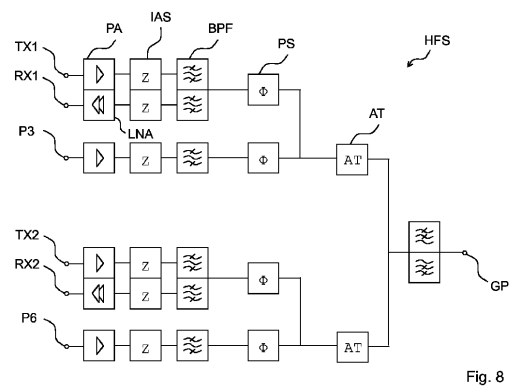 PA IAS BPF
TX1 PS HFS
Z
RX1 Z Φ AT
LNA
P3 Z Φ AT
TX2
Z
RX2 Z Φ
GP
P6 Z Φ AT
Fig. 8